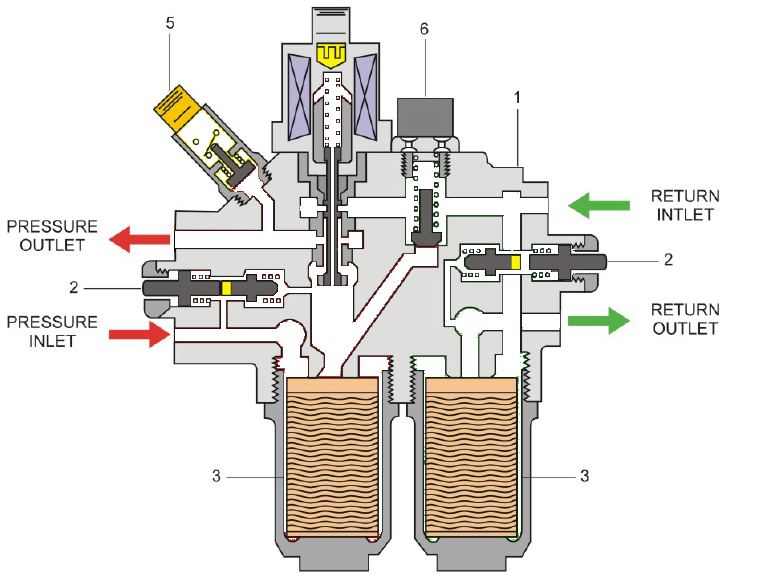 5
6
1
RETURN
INTLET
PRESSURE
OUTLET
2
2
PRESSURE
INLET
RETURN
OUTLET
3
3